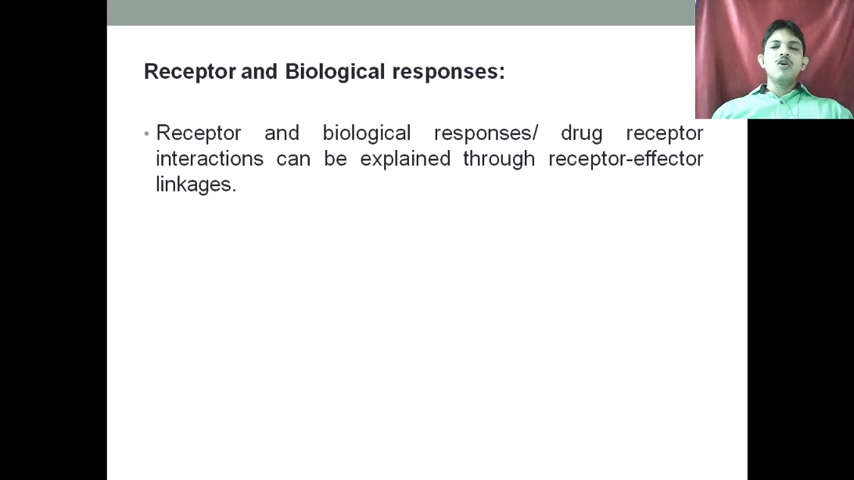 Receptor and Biological responses:
• Receptor and biological responses/ drug receptor
interactions can be explained through receptor-effector
linkages.